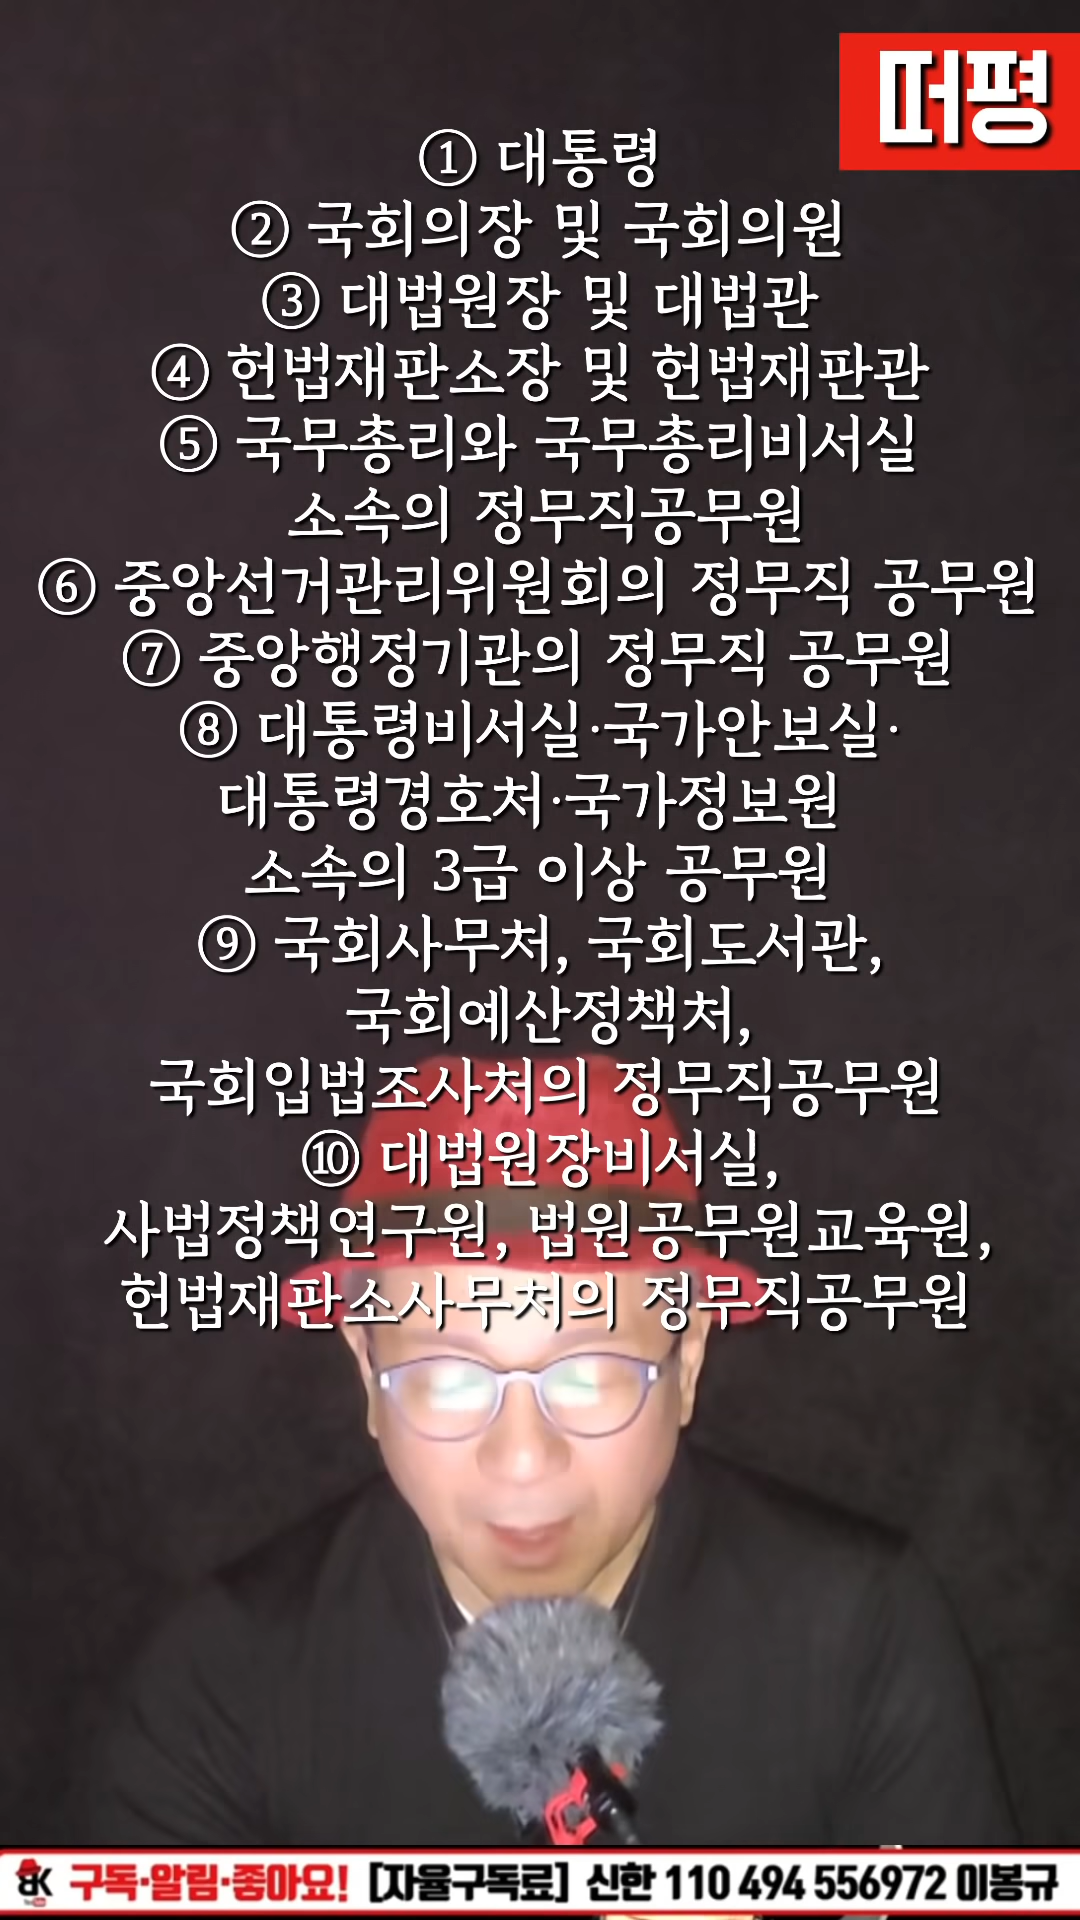 떠평
① 대통령
② 국회의장 및 국회의원
③ 대법원장 및 대법관
④ 헌법재판소장 및 헌법재판관
⑤ 국무총리와 국무총리비서실
소속의 정무직공무원
⑥ 중앙선거관리위원회의 정무직 공무원
⑦ 중앙행정기관의 정무직 공무원
⑧ 대통령비서실·국가안보실·
대통령경호처·국가정보원
소속의 3급 이상 공무원
⑨ 국회사무처, 국회도서관,
국회예산정책처,
국회입법조사처의 정무직공무원
⑩ 대법원장비서실,
사법정책연구원, 법원공무원교육원,
헌법재판소사무처의 정무직공무원
BK 구독·알림·좋아요! [자율구독료] 신한 110 494 556972 이봉규